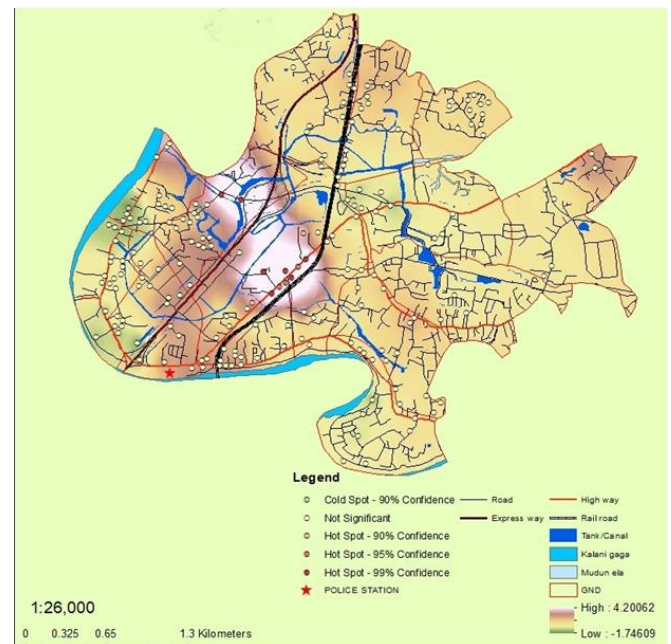 Legend
Cold Spot - 90% Confidence
Not Significant
Hot Spot - 90% Confidence
Hot Spot - 95% Confidence
Hot Spot - 99% Confidence
POLICE STATION
Road
Express way
High way
Rail road
Tank/Canal
Kalani gaga
Mudun ela
GND
High : 4.20062
Low : -1.74609
1:26,000
0 0.325 0.65 1.3 Kilometers